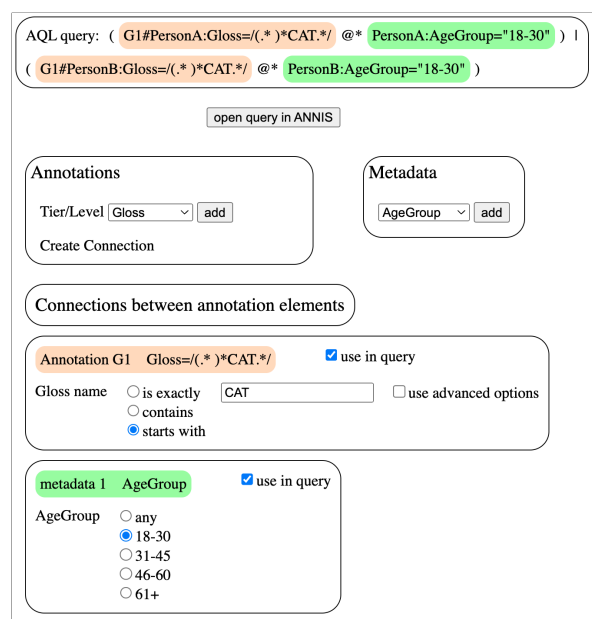 AQL query: ( G1#PersonA:Gloss=/(.* )*CAT.*/ @* PersonA:AgeGroup="18-30" ) |
( G1#PersonB:Gloss=/(.* )*CAT.*/ @* PersonB:AgeGroup="18-30" )
open query in ANNIS
Annotations
Tier/Level Gloss add
Create Connection
Metadata
AgeGroup add
Connections between annotation elements
Annotation G1 Gloss=/(.* )*CAT.*/ use in query
Gloss name is exactly CAT use advanced options
contains
starts with
metadata 1 AgeGroup use in query
AgeGroup any
18-30
31-45
46-60
61+